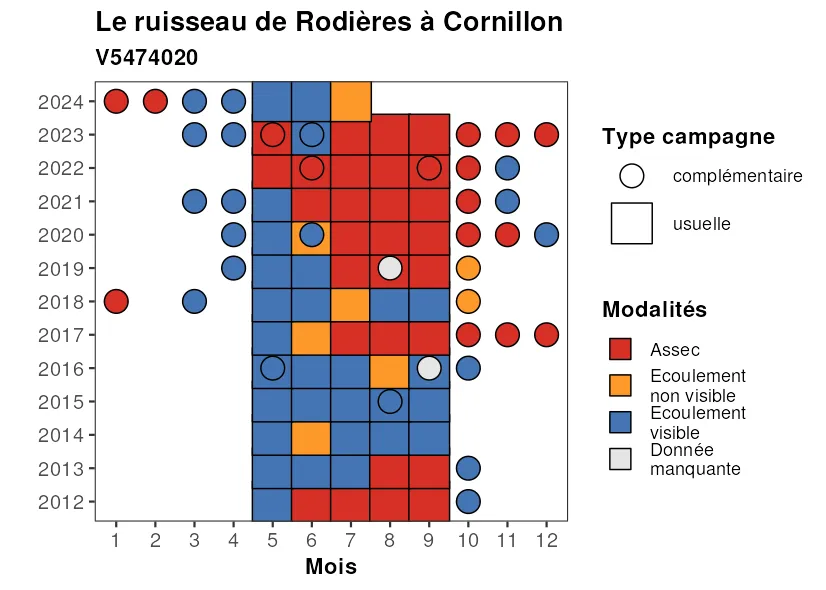 Le ruisseau de Rodières à Cornillon
V5474020
2024
2023
2022
2021
2020
2019
2018
2017
2016
2015
2014
2013
2012
1 2 3 4 5 6 7 8 9 10 11 12
Mois
Type campagne
complémentaire
usuelle
Modalités
Assec
Ecoulement
non visible
Ecoulement
visible
Donnée
manquante